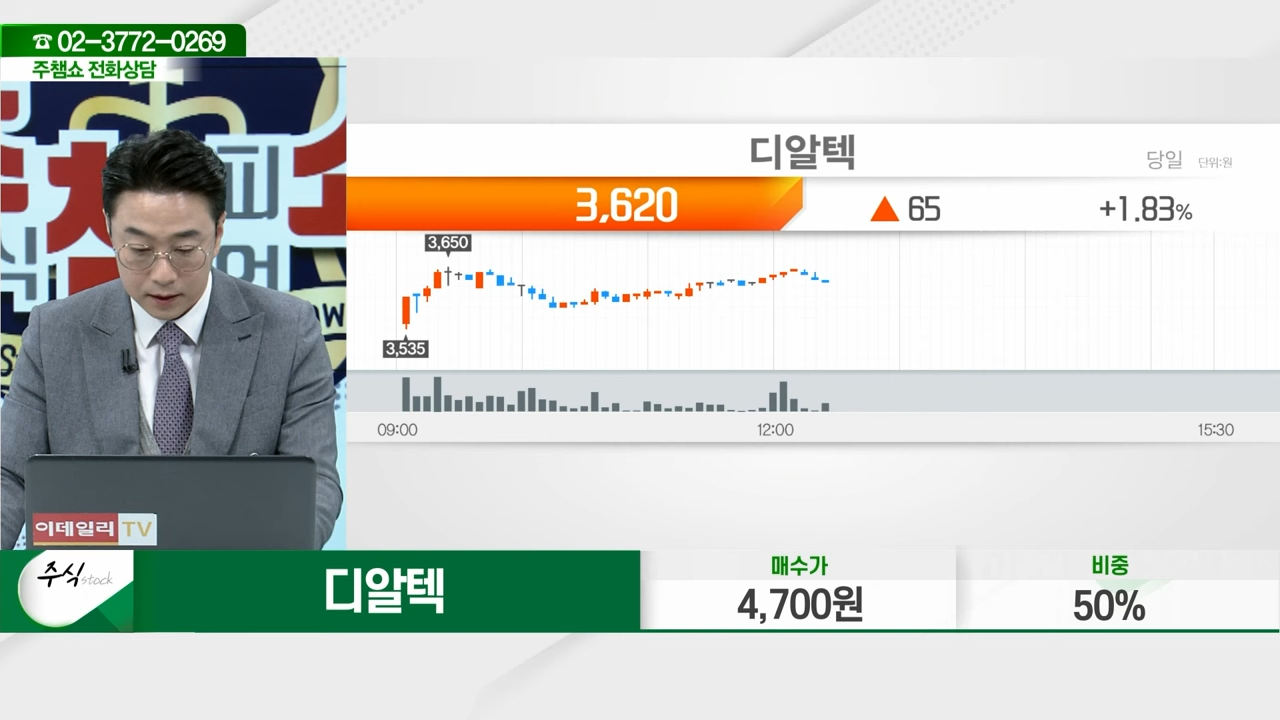 ☎ 02-3772-0269
주챔쇼 전화상담
디알텍
당일 단위:원
3,620 ▲ 65 +1.83%
3,650
3,535
09:00 12:00 15:30
이데일리 TV
주식 stock
디알텍
매수가
4,700원
비중
50%